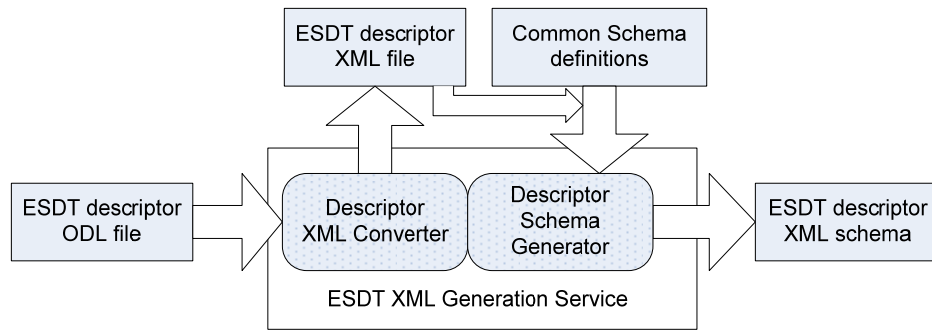 ESDT descriptor
XML file
Common Schema
definitions
ESDT descriptor
ODL file
Descriptor
XML Converter
Descriptor
Schema
Generator
ESDT descriptor
XML schema
ESDT XML Generation Service